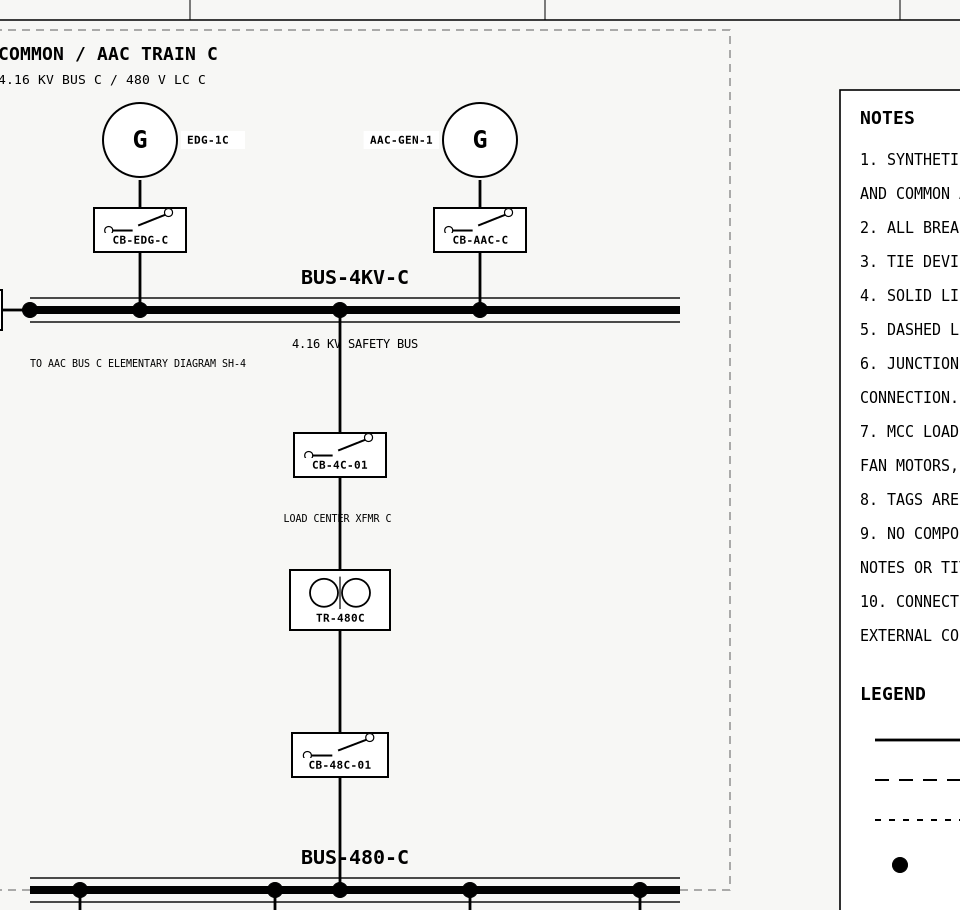 COMMON / AAC TRAIN C
4.16 KV BUS C / 480 V LC C
G
EDG-1C
AAC-GEN-1
G
CB-EDG-C
CB-AAC-C
BUS-4KV-C
4.16 KV SAFETY BUS
TO AAC BUS C ELEMENTARY DIAGRAM SH-4
CB-4C-01
LOAD CENTER XFMR C
TR-480C
CB-48C-01
BUS-480-C
NOTES
1. SYNTHETI
AND COMMON
2. ALL BREA
3. TIE DEVI
4. SOLID LI
5. DASHED L
6. JUNCTION
CONNECTION.
7. MCC LOAD
FAN MOTORS,
8. TAGS ARE
9. NO COMPO
NOTES OR TI
10. CONNECT
EXTERNAL CO
LEGEND